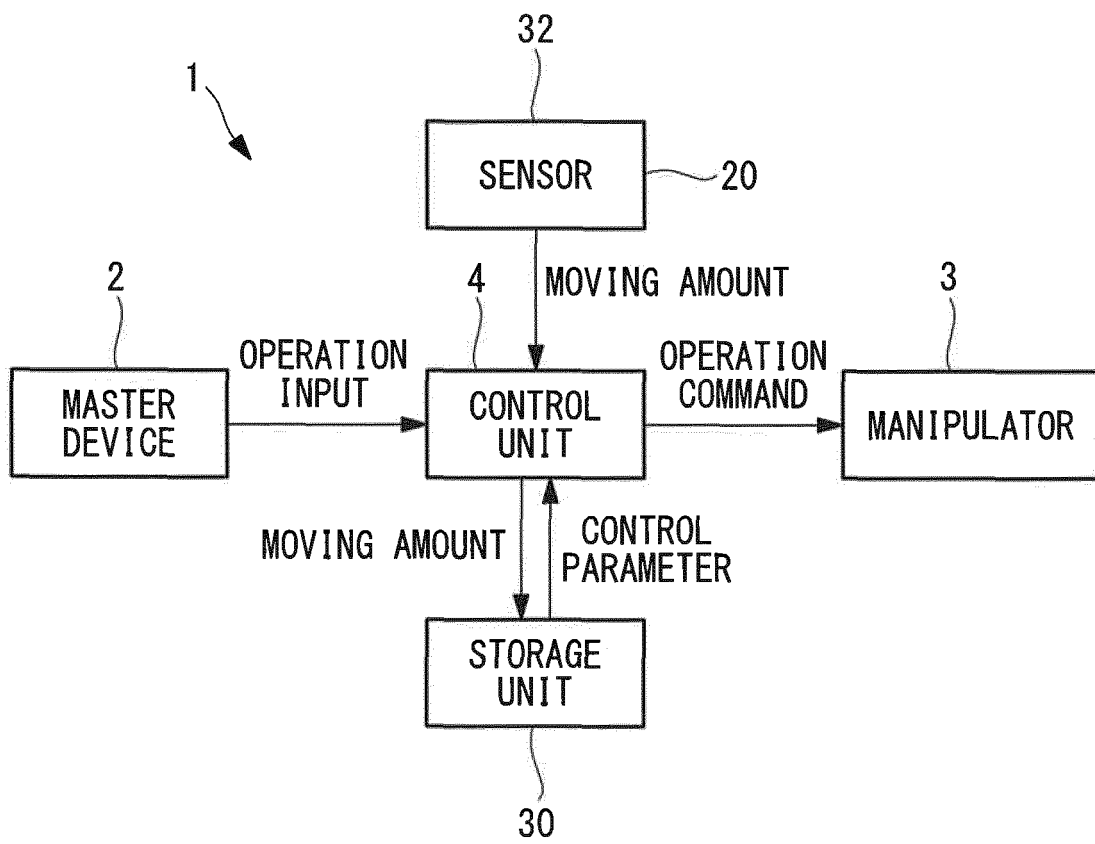 32
1
SENSOR
20
2
4
MOVING AMOUNT
3
OPERATION
INPUT
OPERATION
COMMAND
MASTER
DEVICE
CONTROL
UNIT
MANIPULATOR
MOVING AMOUNT
CONTROL
PARAMETER
STORAGE
UNIT
30